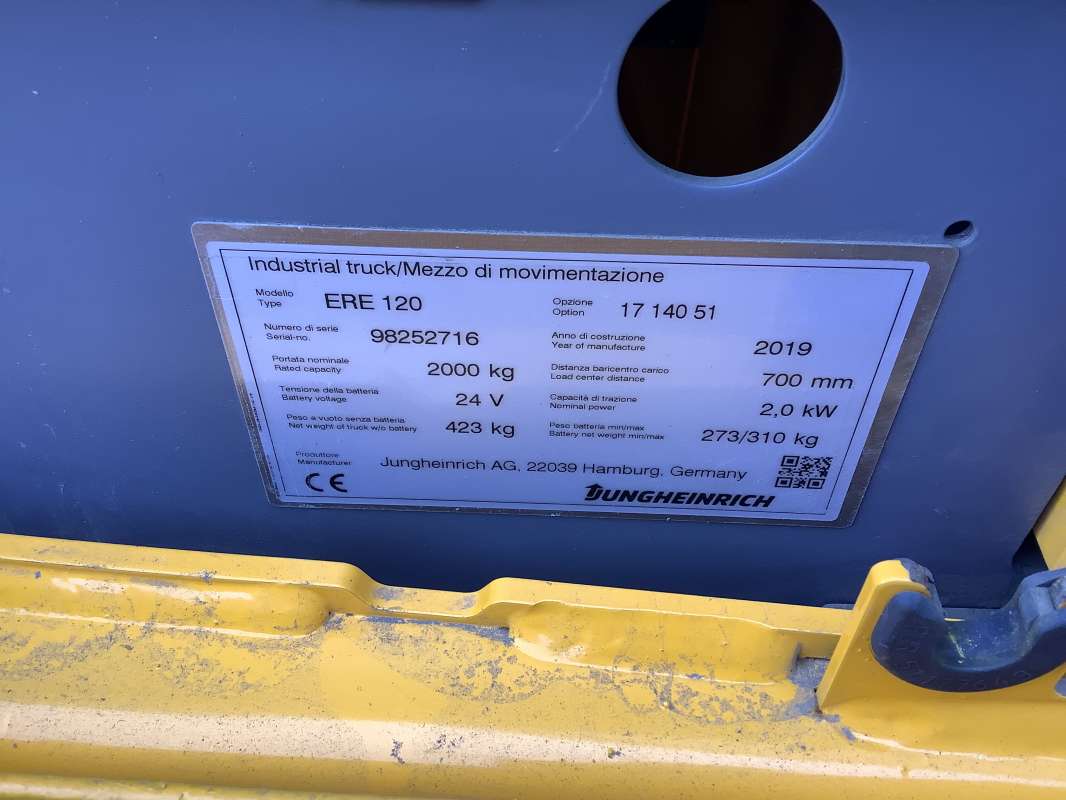 Industrial truck/Mezzo di movimentazione
Modello
Type
ERE 120
Opzione
Option
17 140 51
Numero di serie
Serial-no.
98252716
Anno di costruzione
Year of manufacture
2019
Portata nominale
Rated capacity
2000 kg
Distanza baricentro carico
Load center distance
700 mm
Tensione della batteria
Battery voltage
24 V
Capacità di trazione
Nominal power
2,0 kW
Peso a vuoto senza batteria
Net weight of truck w/o battery
423 kg
Peso batteria min/max
Battery net weight min/max
273/310 kg
Produttore
Manufacturer
Jungheinrich AG, 22039 Hamburg, Germany
CE
JUNGHEINRICH